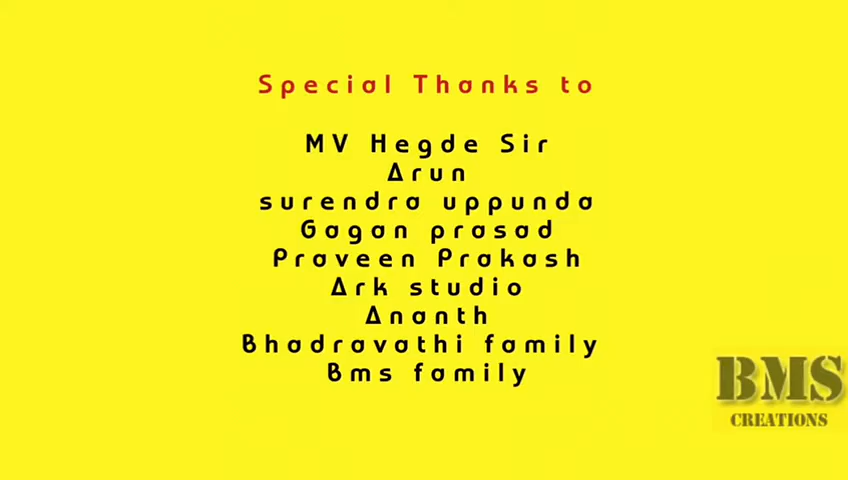 Special Thanks to
MV Hegde Sir
Arun
surendra uppunda
Gagan prasad
Praveen Prakash
Ark studio
Ananth
Bhadravathi family
Bms family
BMS
CREATIONS